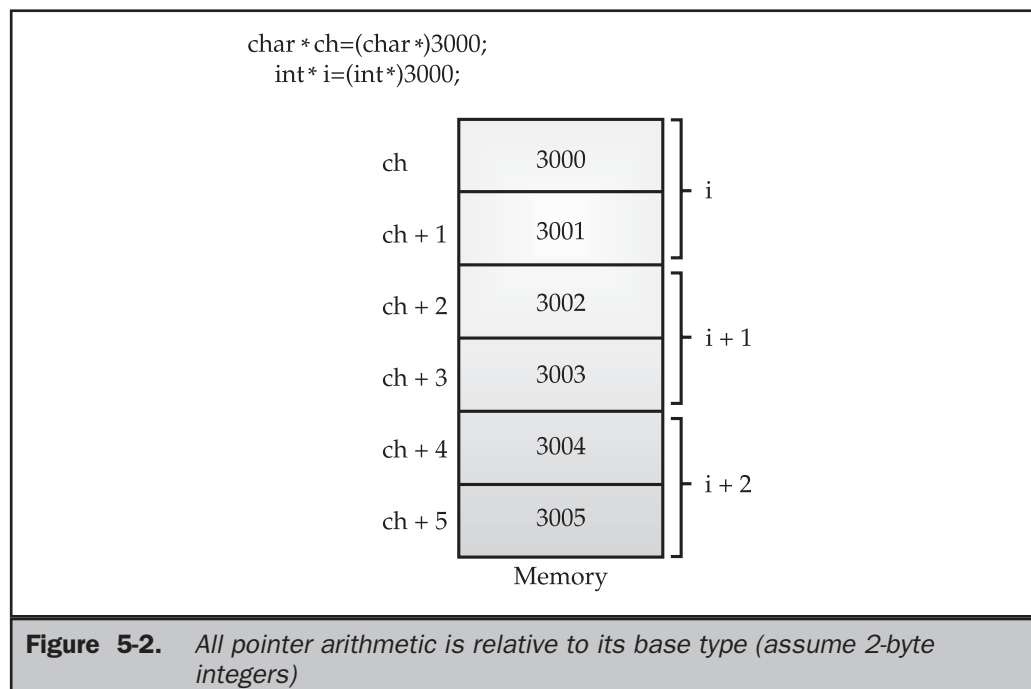 char * ch=(char*)3000;
int* i=(int*)3000;
ch 3000
i
ch + 1 3001
ch + 2 3002
i + 1
ch + 3 3003
ch + 4 3004
i + 2
ch + 5 3005
Memory
Figure 5-2. All pointer arithmetic is relative to its base type (assume 2-byte
integers)